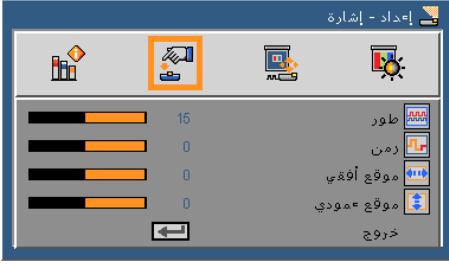 إعداد - إشارة
طور 15
زمن 0
موقع أفقي 0
موقع عمودي 0
خروج